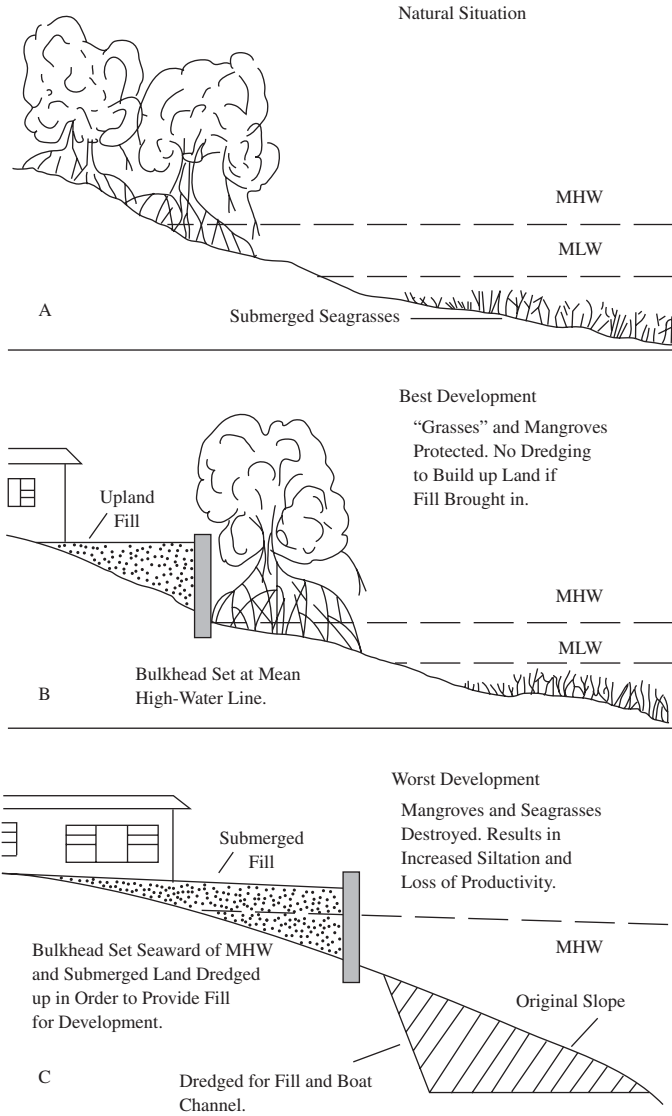 Natural Situation
MHW
MLW
A
Submerged Seagrasses
Best Development
“Grasses” and Mangroves
Protected. No Dredging
to Build up Land if
Fill Brought in.
Upland
Fill
MHW
MLW
Bulkhead Set at Mean
High-Water Line.
B
Worst Development
Mangroves and Seagrasses
Destroyed. Results in
Increased Siltation and
Loss of Productivity.
Submerged
Fill
Bulkhead Set Seaward of MHW
and Submerged Land Dredged
up in Order to Provide Fill
for Development.
MHW
Original Slope
C
Dredged for Fill and Boat
Channel.